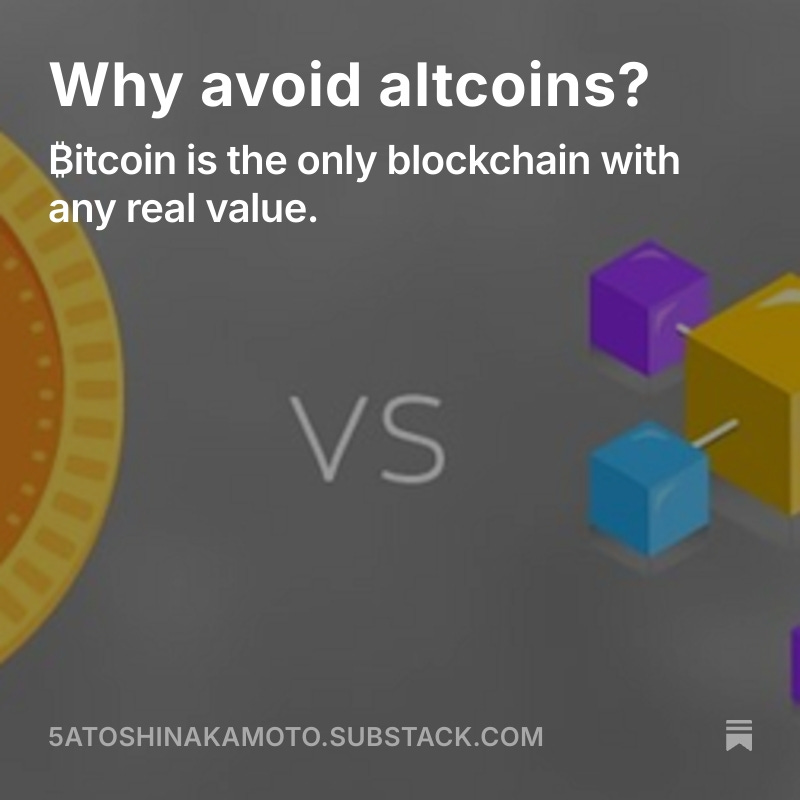 Why avoid altcoins?
₿itcoin is the only blockchain with
any real value.
VS
5ATOSHINAKAMOTO.SUBSTACK.COM